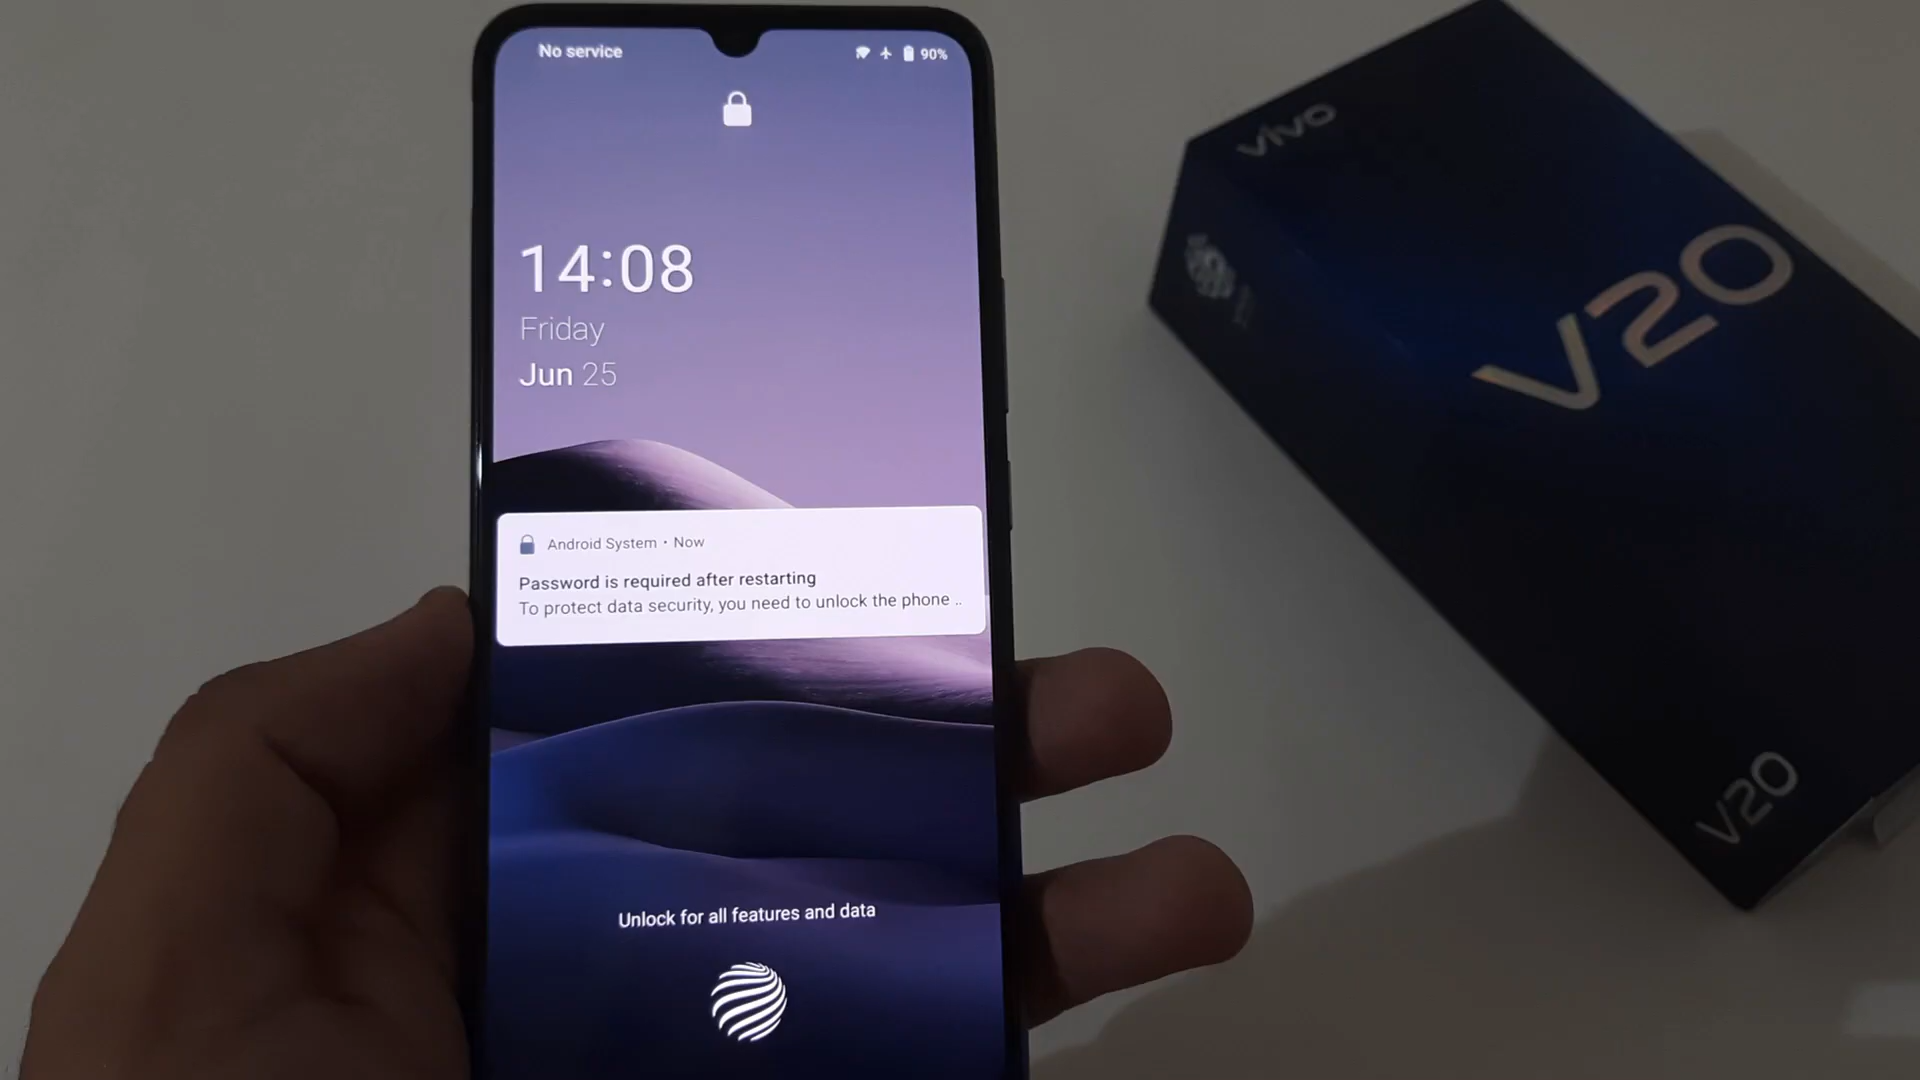 No service
90%
14:08
Friday
Jun 25
Android System • Now
Password is required after restarting
To protect data security, you need to unlock the phone ..
Unlock for all features and data
vivo
V20
V20